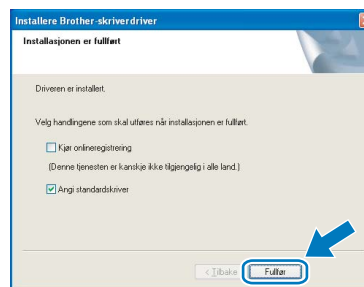 Installere Brother-skriverdriver
Installasjonen er fullført
Driveren er installert.
Velg handlingene som skal utføres når installasjonen er fullført.
Kjør onlineregistrering
(Denne tjenesten er kanskje ikke tilgjengelig i alle land.)
Angi standardskriver
< Tilbake
Fullfør